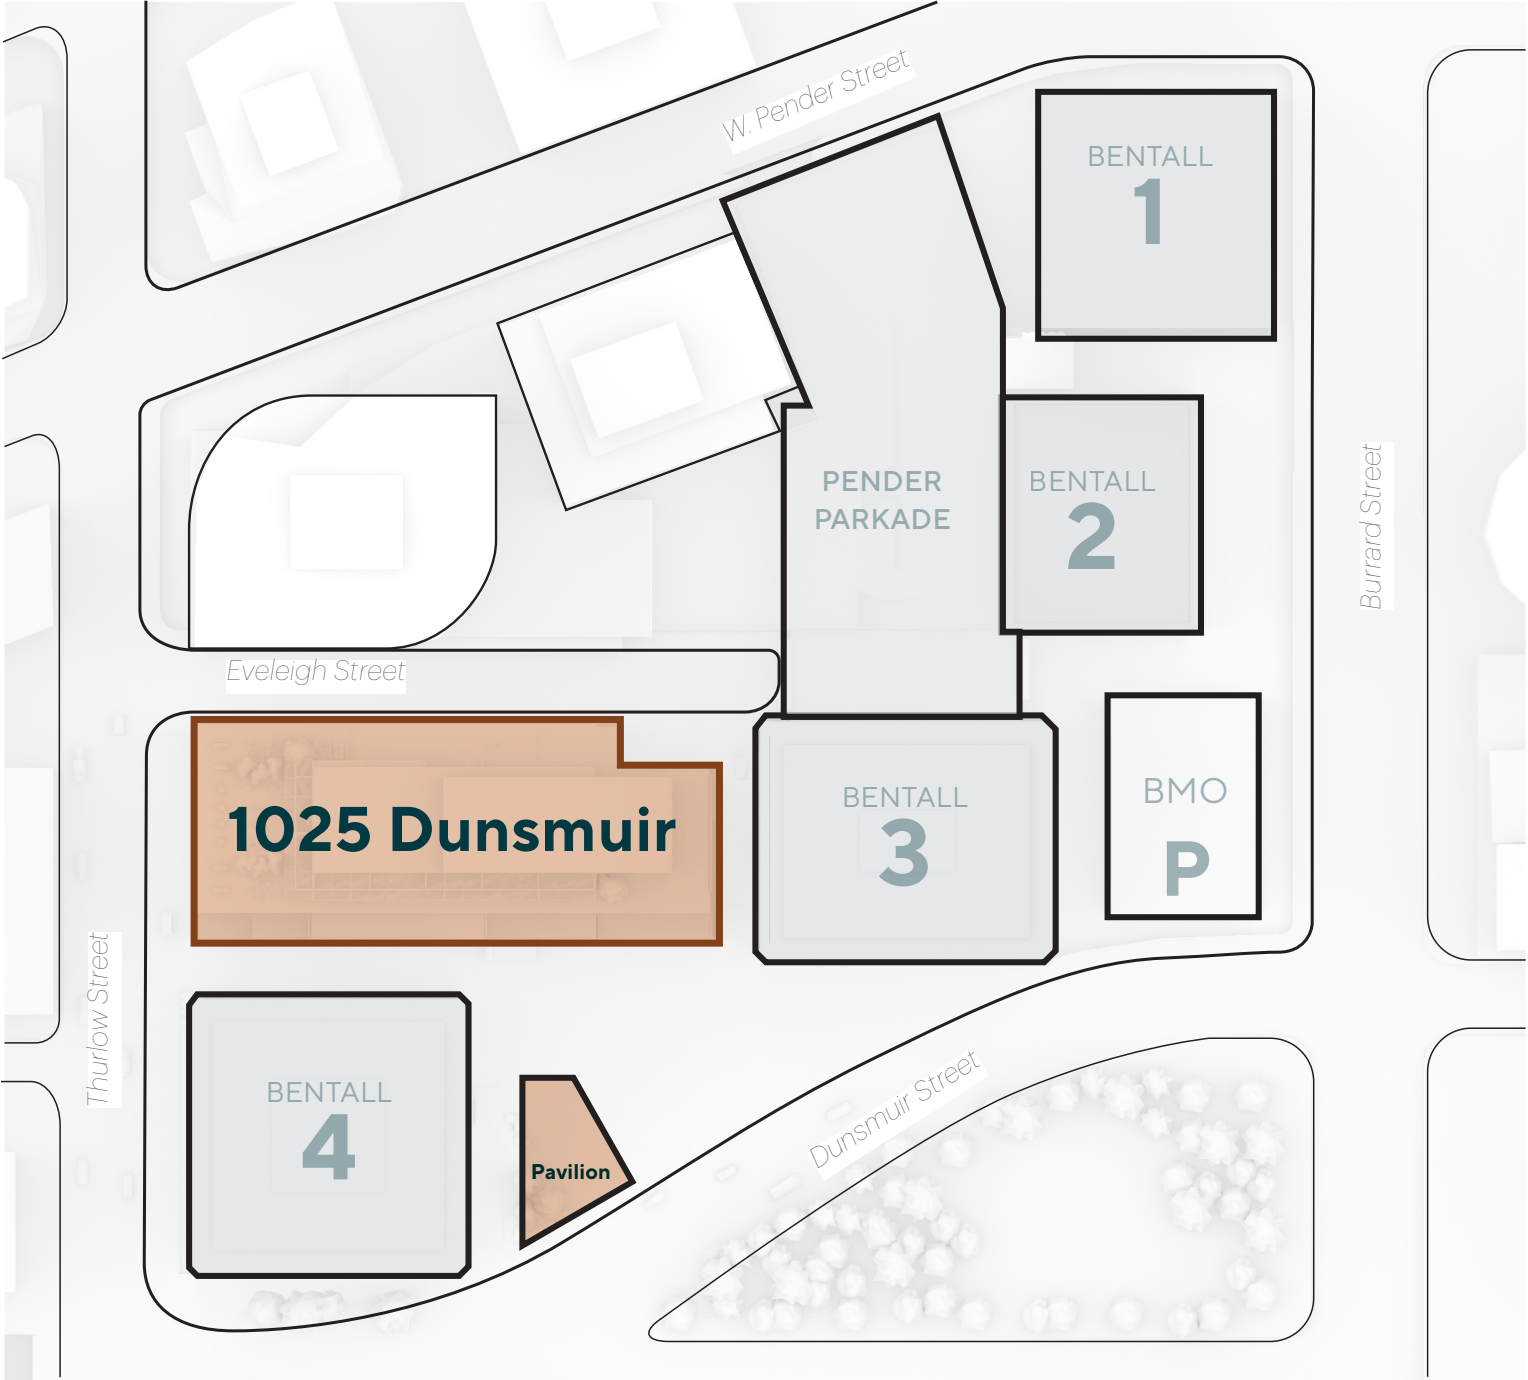 W. Pender Street
BENTALL
1
PENDER
PARKADE
BENTALL
2
Burrard Street
Eveleigh Street
1025 Dunsmuir
BENTALL
3
BMO
P
Thurlow Street
BENTALL
4
Pavilion
Dunsmuir Street